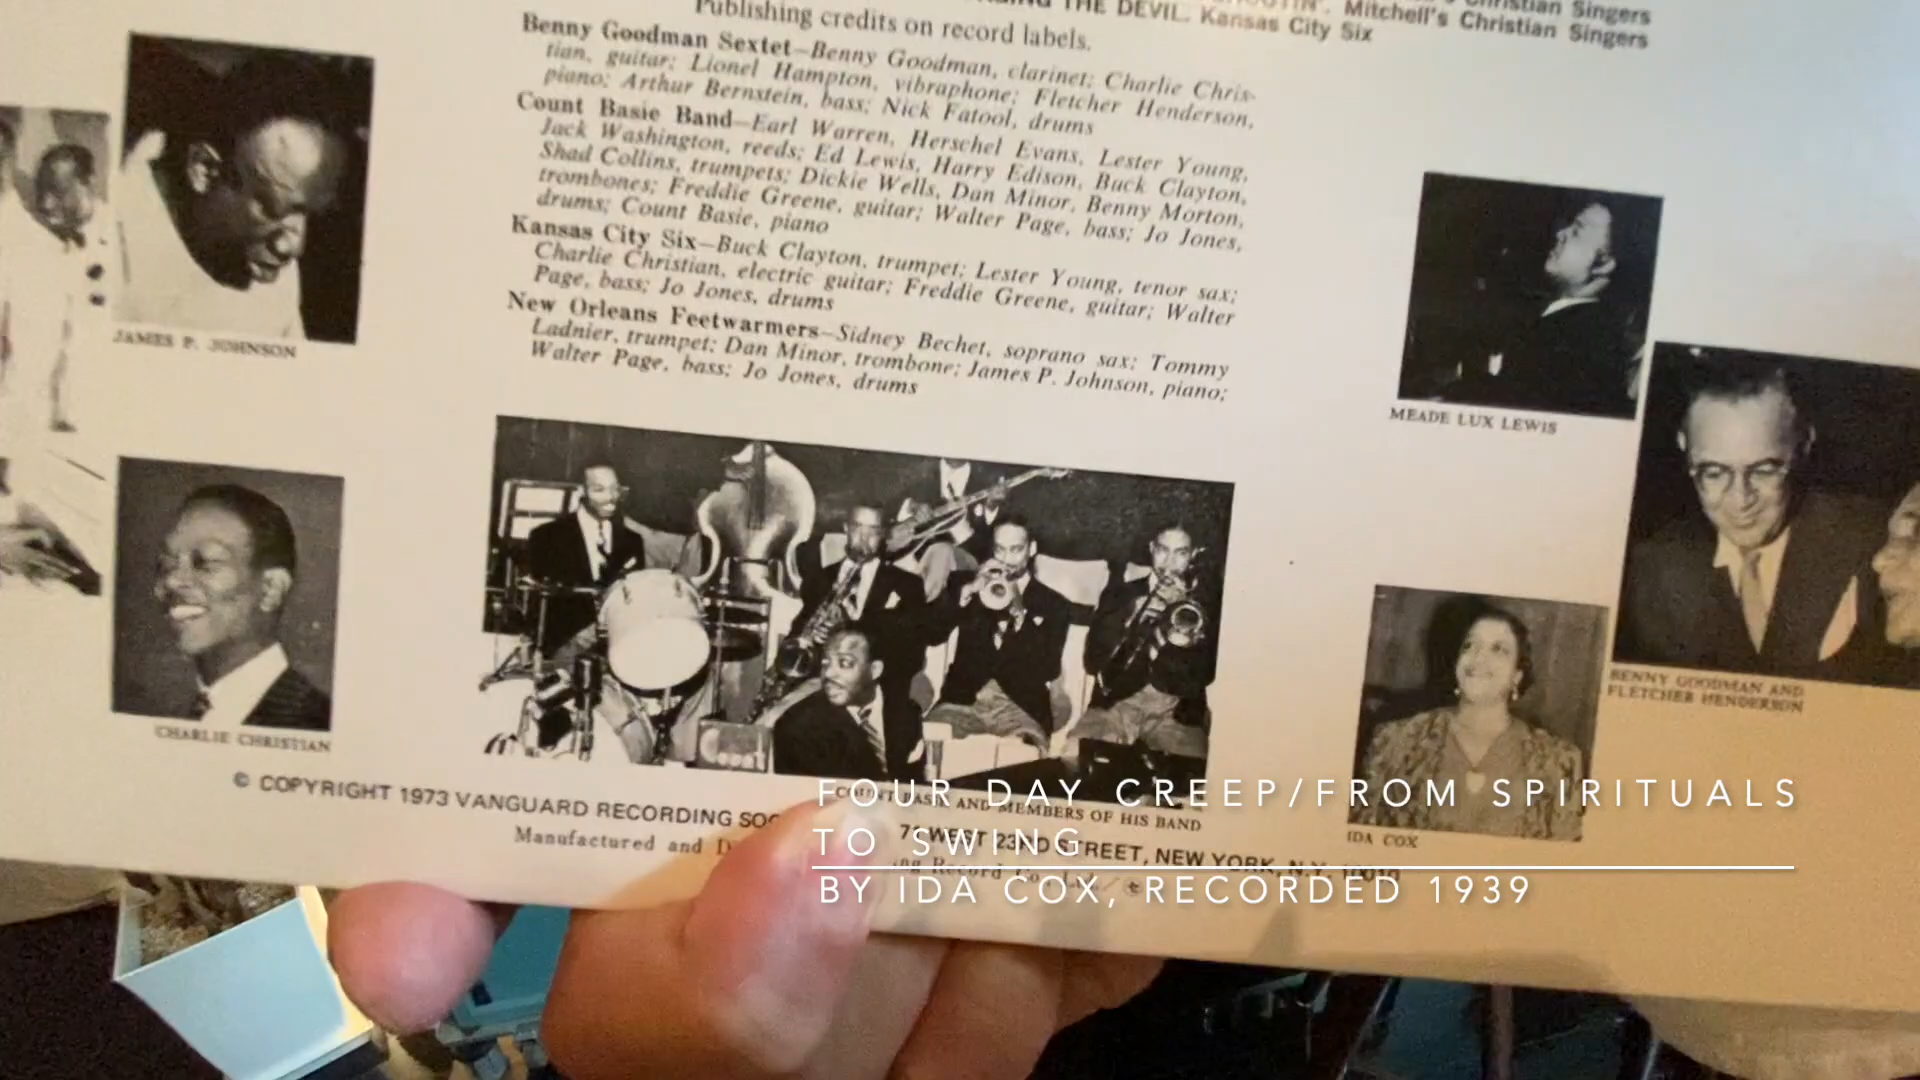 Christian Singers
THE DEVIL. Kansas City Six
Mitchell's Christian Singers
Publishing credits on record labels.
Benny Goodman Sextet—Benny Goodman, clarinet; Charlie Chris-
tian, guitar; Lionel Hampton, vibraphone; Fletcher Henderson,
piano; Arthur Bernstein, bass; Nick Fatool, drums
Count Basie Band—Earl Warren, Herschel Evans, Lester Young,
Jack Washington, reeds; Ed Lewis, Harry Edison, Buck Clayton,
Shad Collins, trumpets; Dickie Wells, Dan Minor, Benny Morton,
trombones; Freddie Greene, guitar; Walter Page, bass; Jo Jones,
drums; Count Basie, piano
Kansas City Six—Buck Clayton, trumpet; Lester Young, tenor sax;
Charlie Christian, electric guitar; Freddie Greene, guitar; Walter
Page, bass; Jo Jones, drums
New Orleans Feetwarmers—Sidney Bechet, soprano sax; Tommy
Ladnier, trumpet; Dan Minor, trombone; James P. Johnson, piano;
Walter Page, bass; Jo Jones, drums
JAMES P. JOHNSON
MEADE LUX LEWIS
CHARLIE CHRISTIAN
BENNY GOODMAN AND
FLETCHER HENDERSON
COUNT BASIE AND MEMBERS OF HIS BAND
IDA COX
© COPYRIGHT 1973 VANGUARD RECORDING
WEST 23RD STREET, NEW YORK, N.Y. 10010
Manufactured and
Record
FOUR DAY CREEP/FROM SPIRITUALS
TO SWING
BY IDA COX, RECORDED 1939